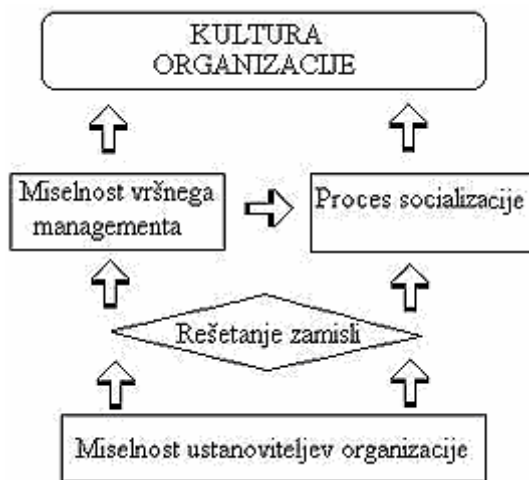 KULTURA
ORGANIZACIJE
Miselnost vršnega
managementa
Proces socializacije
Rešetanje zamisli
Miselnost ustanoviteljev organizacije